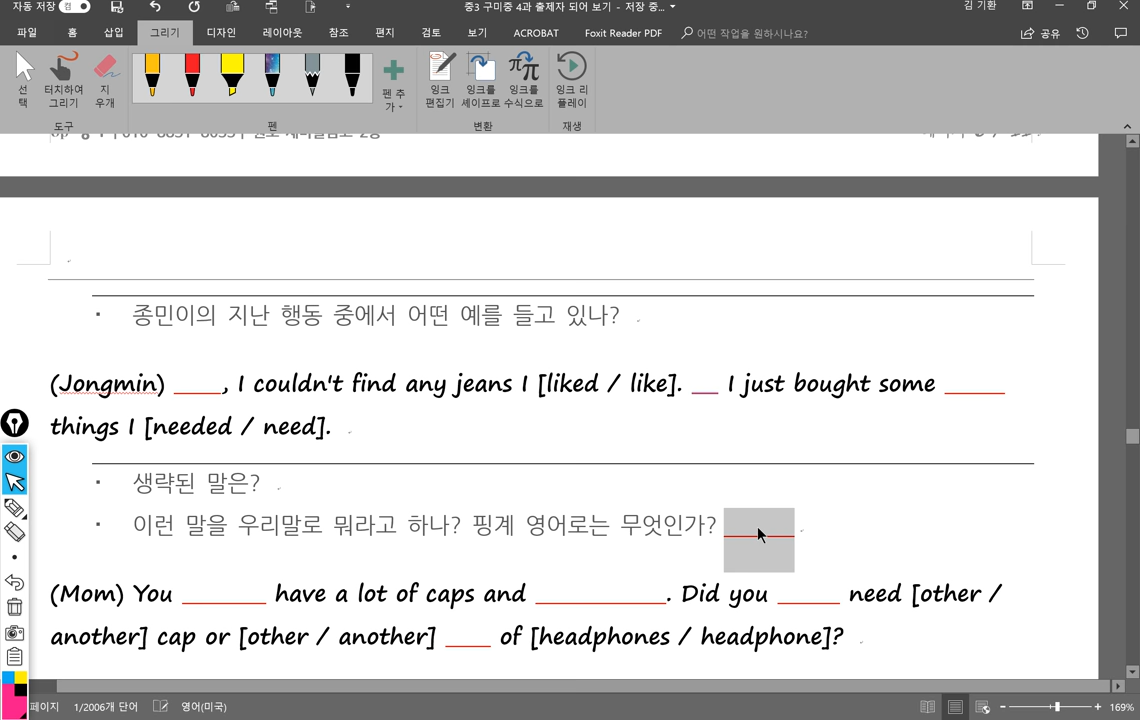 자동 저장 켬 중3 구미중 4과 출제자 되어 보기 - 저장 중... 김 기환
파일 홈 삽입 그리기 디자인 레이아웃 참조 편지 검토 보기 ACROBAT Foxit Reader PDF 어떤 작업을 원하시나요? 공유
선택 터치하여 그리기 지우개 펜 추가 잉크 편집기 잉크를 셰이프로 잉크를 수식으로 잉크 리플레이
도구 펜 변환 재생
· 종민이의 지난 행동 중에서 어떤 예를 들고 있나?
(Jongmin) ____, I couldn't find any jeans I [liked / like]. __ I just bought some _____
things I [needed / need].
· 생략된 말은?
· 이런 말을 우리말로 뭐라고 하나? 핑계 영어로는 무엇인가? ______
(Mom) You _______ have a lot of caps and ___________. Did you _____ need [other /
another] cap or [other / another] ____ of [headphones / headphone]?
페이지 1/2006개 단어 영어(미국) 169%